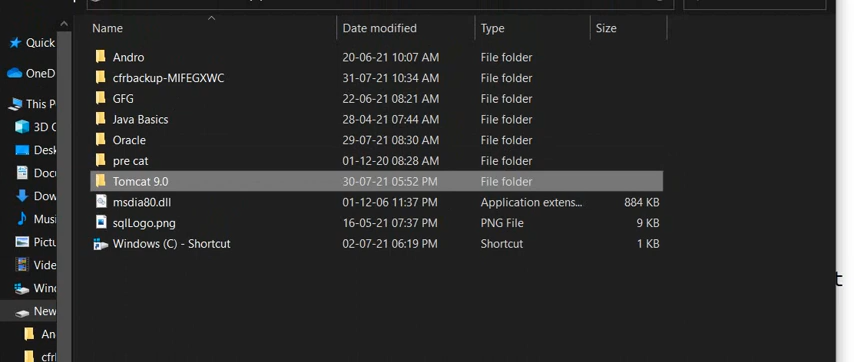 Name Date modified Type Size
Quick
Andro 20-06-21 10:07 AM File folder
OneD
cfrbackup-MIFEGXWC 31-07-21 10:34 AM File folder
This P
GFG 22-06-21 08:21 AM File folder
3D O
Java Basics 28-04-21 07:44 AM File folder
Desk
Oracle 29-07-21 08:30 AM File folder
Docu
pre cat 01-12-20 08:28 AM File folder
Dow
Tomcat 9.0 30-07-21 05:52 PM File folder
Musi
msdia80.dll 01-12-06 11:37 PM Application extens... 884 KB
Pictu
sqlLogo.png 16-05-21 07:37 PM PNG File 9 KB
Vide
Windows (C) - Shortcut 02-07-21 06:19 PM Shortcut 1 KB
Wind
New
An
cfr
t